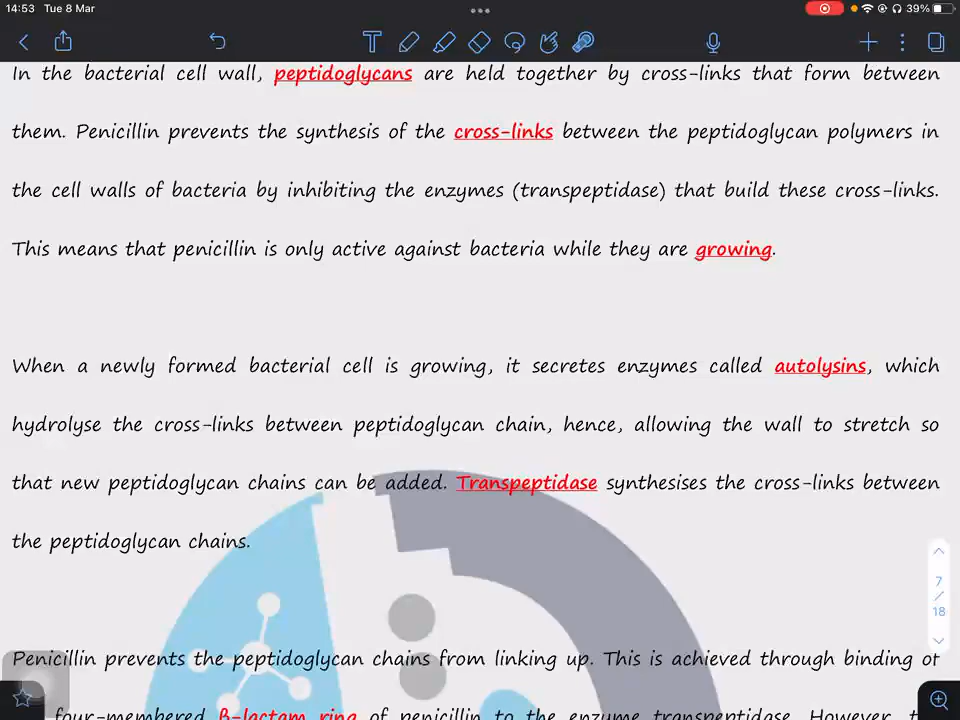 14:53 Tue 8 Mar
39%
In the bacterial cell wall, peptidoglycans are held together by cross-links that form between
them. Penicillin prevents the synthesis of the cross-links between the peptidoglycan polymers in
the cell walls of bacteria by inhibiting the enzymes (transpeptidase) that build these cross-links.
This means that penicillin is only active against bacteria while they are growing.
When a newly formed bacterial cell is growing, it secretes enzymes called autolysins, which
hydrolyse the cross-links between peptidoglycan chain, hence, allowing the wall to stretch so
that new peptidoglycan chains can be added. Transpeptidase synthesises the cross-links between
the peptidoglycan chains.
7
/
18
Penicillin prevents the peptidoglycan chains from linking up. This is achieved through binding of
four-membered β-lactam ring of penicillin to the enzyme transpeptidase. However,